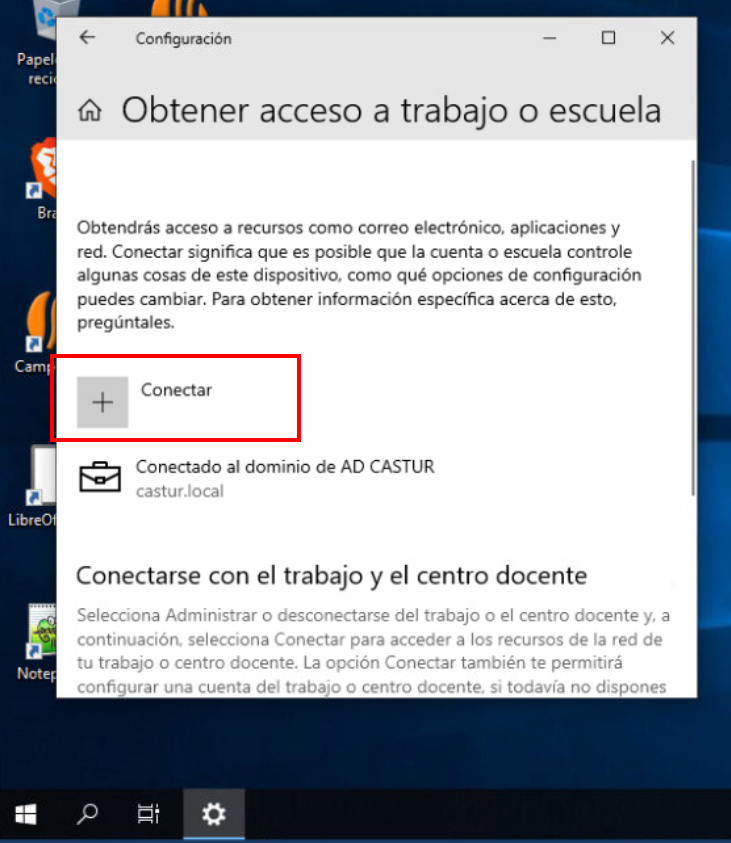 Configuración
Obtener acceso a trabajo o escuela
Obtendrás acceso a recursos como correo electrónico, aplicaciones y
red. Conectar significa que es posible que la cuenta o escuela controle
algunas cosas de este dispositivo, como qué opciones de configuración
puedes cambiar. Para obtener información específica acerca de esto,
pregúntales.
Conectar
Conectado al dominio de AD CASTUR
castur.local
Conectarse con el trabajo y el centro docente
Selecciona Administrar o desconectarse del trabajo o el centro docente y, a
continuación, selecciona Conectar para acceder a los recursos de la red de
tu trabajo o centro docente. La opción Conectar también te permitirá
configurar una cuenta del trabajo o centro docente, si todavía no dispones
Papel
reci
Bra
Camp
LibreOf
Notep